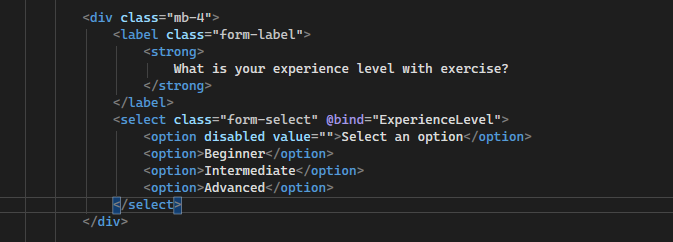 <div class="mb-4">
<label class="form-label">
<strong>
What is your experience level with exercise?
</strong>
</label>
<select class="form-select" @bind="ExperienceLevel">
<option disabled value="">Select an option</option>
<option>Beginner</option>
<option>Intermediate</option>
<option>Advanced</option>
</select>
</div>